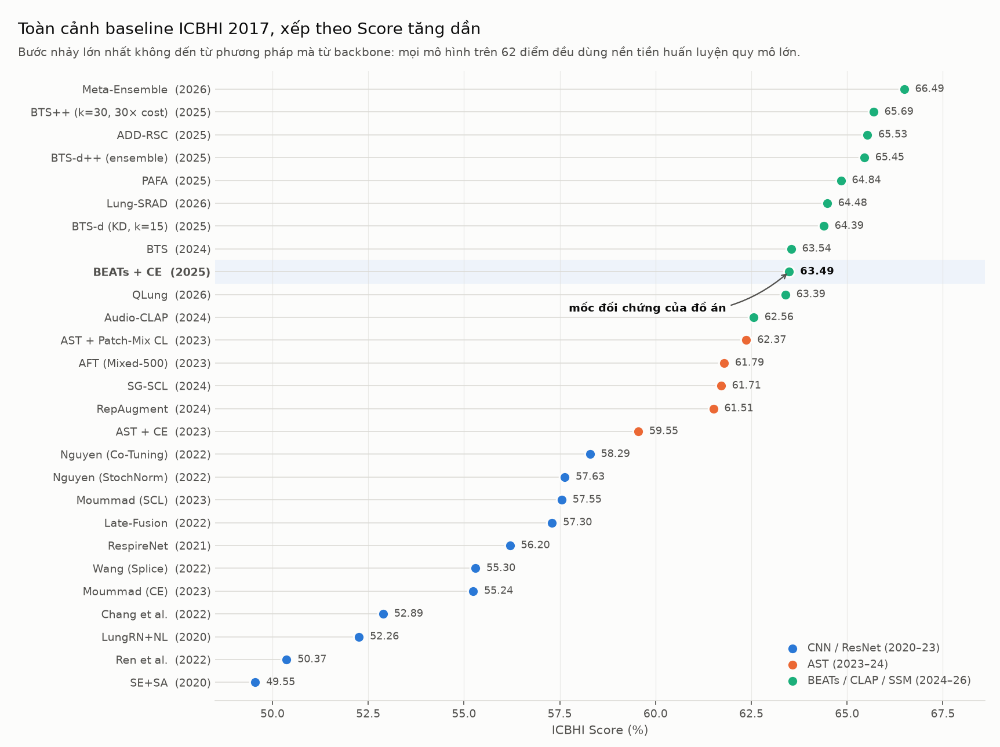 Toàn cảnh baseline ICBHI 2017, xếp theo Score tăng dần
Bước nhảy lớn nhất không đến từ phương pháp mà từ backbone: mọi mô hình trên 62 điểm đều dùng nền tiền huấn luyện quy mô lớn.
Meta-Ensemble (2026) 66.49
BTS++ (k=30, 30× cost) (2025) 65.69
ADD-RSC (2025) 65.53
BTS-d++ (ensemble) (2025) 65.45
PAFA (2025) 64.84
Lung-SRAD (2026) 64.48
BTS-d (KD, k=15) (2025) 64.39
BTS (2024) 63.54
BEATs + CE (2025) 63.49
QLung (2026) 63.39
mốc đối chứng của đồ án
Audio-CLAP (2024) 62.56
AST + Patch-Mix CL (2023) 62.37
AFT (Mixed-500) (2023) 61.79
SG-SCL (2024) 61.71
RepAugment (2024) 61.51
AST + CE (2023) 59.55
Nguyen (Co-Tuning) (2022) 58.29
Nguyen (StochNorm) (2022) 57.63
Moummad (SCL) (2023) 57.55
Late-Fusion (2022) 57.30
RespireNet (2021) 56.20
Wang (Splice) (2022) 55.30
Moummad (CE) (2023) 55.24
Chang et al. (2022) 52.89
LungRN+NL (2020) 52.26
Ren et al. (2022) 50.37
SE+SA (2020) 49.55
CNN / ResNet (2020–23)
AST (2023–24)
BEATs / CLAP / SSM (2024–26)
50.0 52.5 55.0 57.5 60.0 62.5 65.0 67.5
ICBHI Score (%)